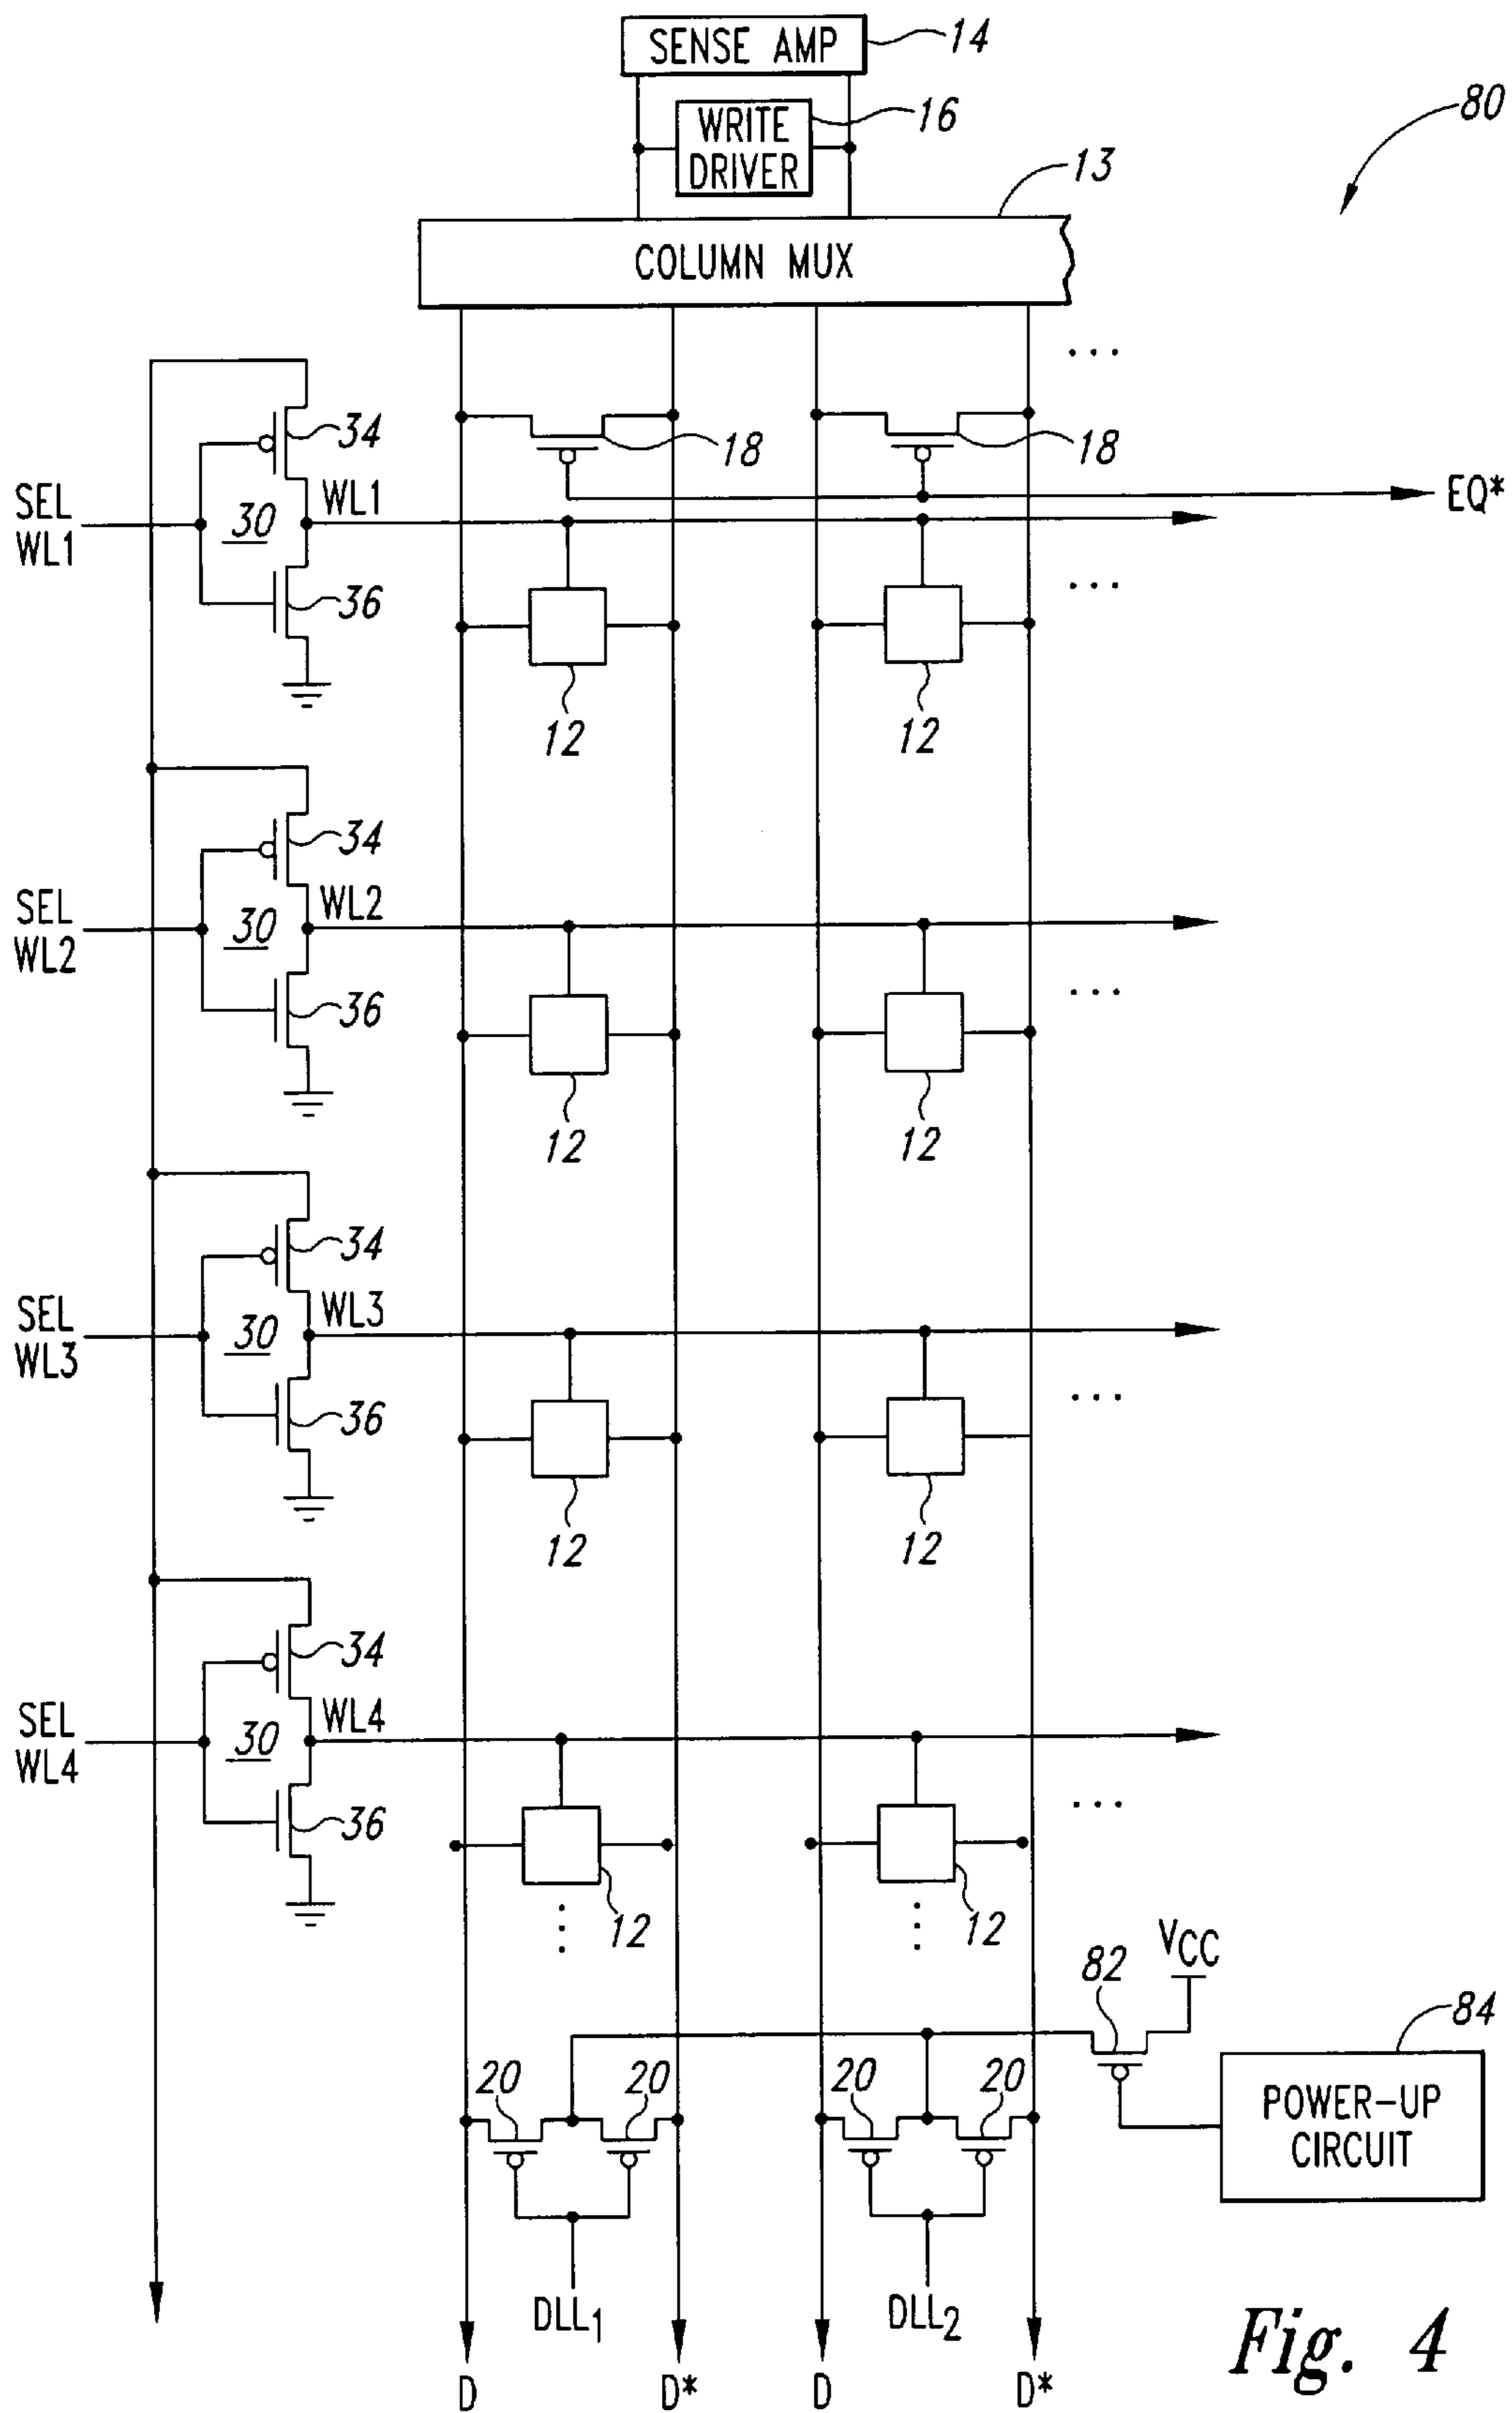 SENSE AMP
14
WRITE
DRIVER
16
80
13
COLUMN MUX
...
34
18
18
SEL
WL1
30
WL1
EQ*
36
...
12
12
34
SEL
WL2
30
WL2
36
...
12
12
34
SEL
WL3
30
WL3
36
...
12
12
34
SEL
WL4
30
WL4
36
...
12
12
82
VCC
84
20
20
20
20
POWER-UP
CIRCUIT
DLL1
DLL2
D
D*
D
D*
Fig. 4